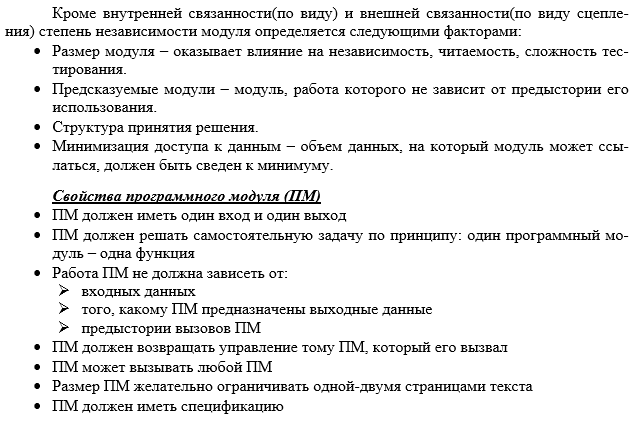 Кроме внутренней связанности(по виду) и внешней связанности(по виду сцепле-
ния) степень независимости модуля определяется следующими факторами:
• Размер модуля – оказывает влияние на независимость, читаемость, сложность тес-
тирования.
• Предсказуемые модули – модуль, работа которого не зависит от предыстории его
использования.
• Структура принятия решения.
• Минимизация доступа к данным – объем данных, на который модуль может ссы-
латься, должен быть сведен к минимуму.
Свойства программного модуля (ПМ)
• ПМ должен иметь один вход и один выход
• ПМ должен решать самостоятельную задачу по принципу: один программный мо-
дуль – одна функция
• Работа ПМ не должна зависеть от:
➢ входных данных
➢ того, какому ПМ предназначены выходные данные
➢ предыстории вызовов ПМ
• ПМ должен возвращать управление тому ПМ, который его вызвал
• ПМ может вызывать любой ПМ
• Размер ПМ желательно ограничивать одной-двумя страницами текста
• ПМ должен иметь спецификацию